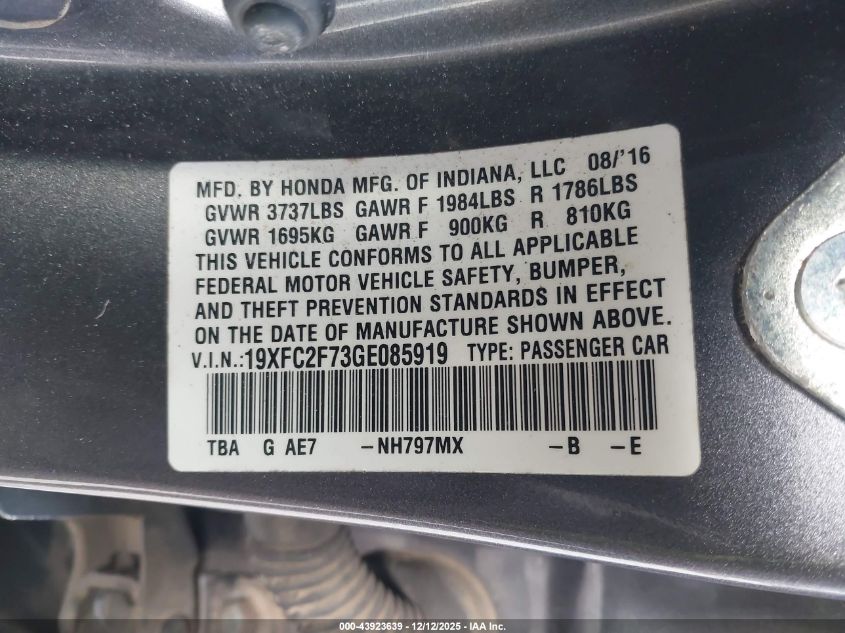 MFD. BY HONDA MFG. OF INDIANA, LLC 08/'16
GVWR 3737LBS GAWR F 1984LBS R 1786LBS
GVWR 1695KG GAWR F 900KG R 810KG
THIS VEHICLE CONFORMS TO ALL APPLICABLE
FEDERAL MOTOR VEHICLE SAFETY, BUMPER,
AND THEFT PREVENTION STANDARDS IN EFFECT
ON THE DATE OF MANUFACTURE SHOWN ABOVE.
V.I.N.:19XFC2F73GE085919 TYPE: PASSENGER CAR
TBA G AE7 –NH797MX –B –E
000-43923639 - 12/12/2025 - IAA Inc.